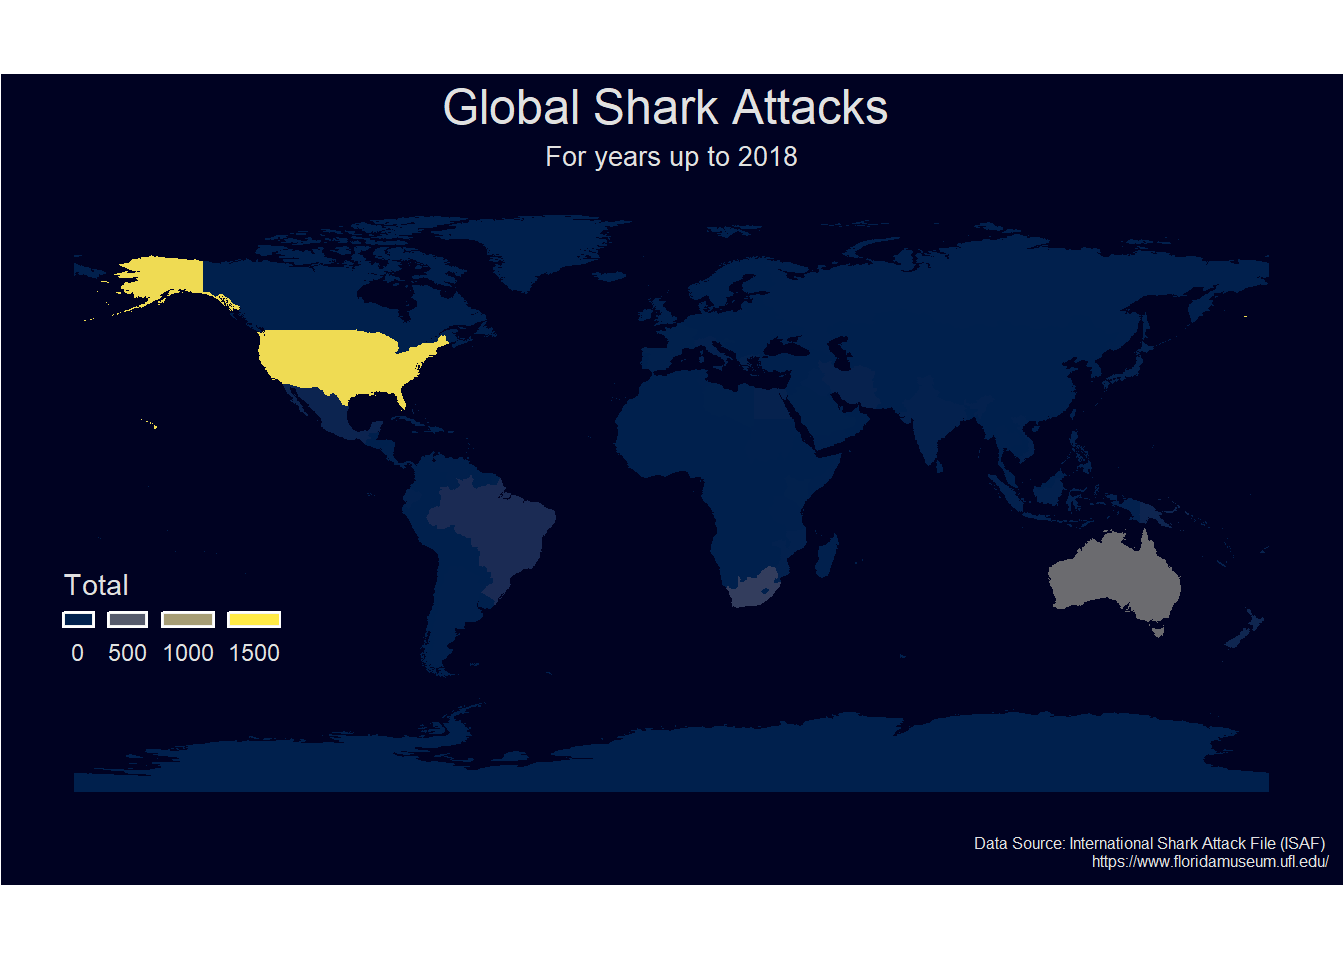 Global Shark Attacks
For years up to 2018
Total
0 500 1000 1500
Data Source: International Shark Attack File (ISAF)
https://www.floridamuseum.ufl.edu/